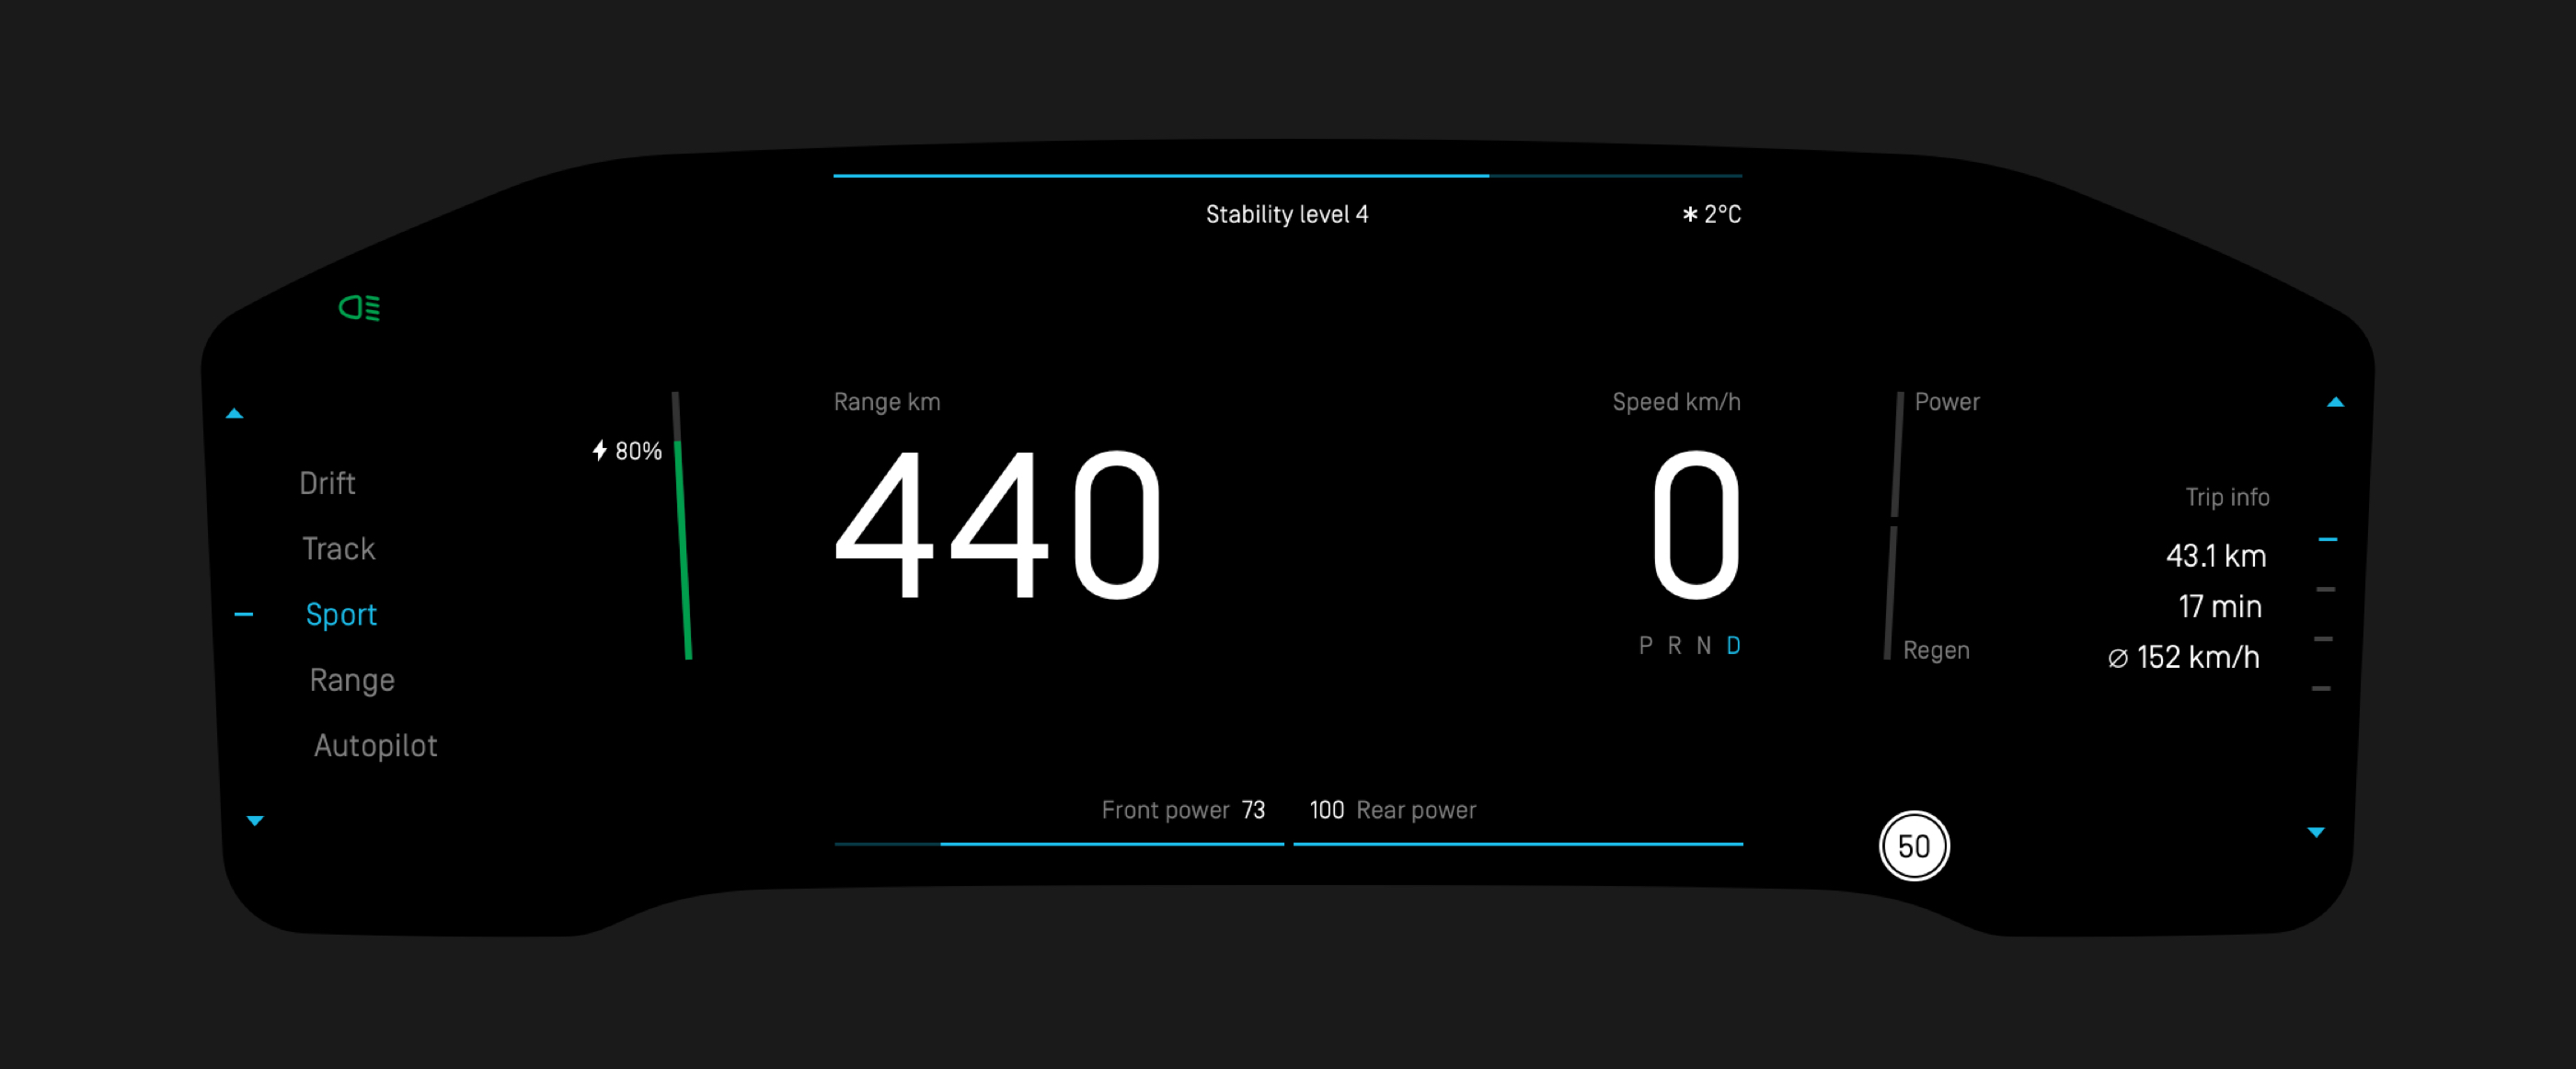 Stability level 4
* 2°C
Range km
Speed km/h
Power
80%
440
0
Drift
Track
Sport
Range
Autopilot
P R N D
Regen
Trip info
43.1 km
17 min
∅ 152 km/h
Front power 73
100 Rear power
50